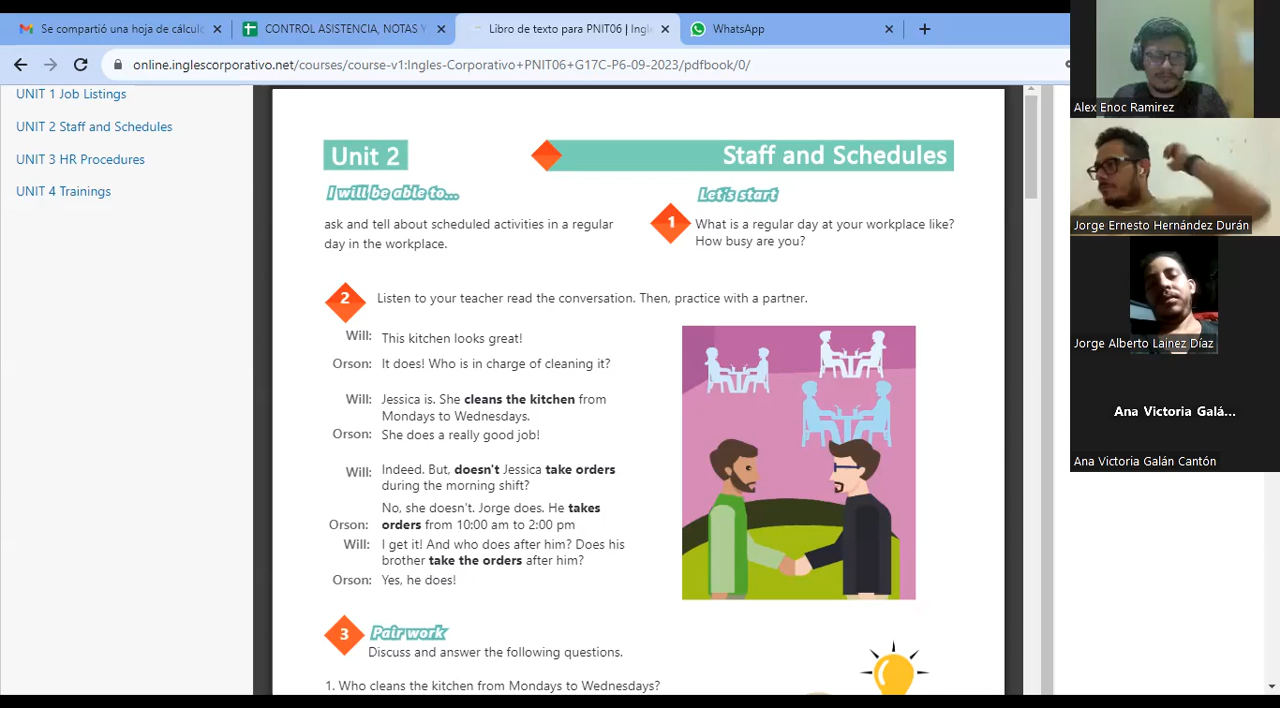 Se compartió una hoja de cálcul
CONTROL ASISTENCIA, NOTAS Y
Libro de texto para PNIT06 | Ingl
WhatsApp
online.inglescorporativo.net/courses/course-v1:Ingles-Corporativo+PNIT06+G17C-P6-09-2023/pdfbook/0/
UNIT 1 Job Listings
UNIT 2 Staff and Schedules
UNIT 3 HR Procedures
UNIT 4 Trainings
Unit 2
Staff and Schedules
I will be able to...
ask and tell about scheduled activities in a regular
day in the workplace.
Let's start
1
What is a regular day at your workplace like?
How busy are you?
2
Listen to your teacher read the conversation. Then, practice with a partner.
Will: This kitchen looks great!
Orson: It does! Who is in charge of cleaning it?
Will: Jessica is. She cleans the kitchen from
Mondays to Wednesdays.
Orson: She does a really good job!
Will: Indeed. But, doesn't Jessica take orders
during the morning shift?
No, she doesn't. Jorge does. He takes
Orson: orders from 10:00 am to 2:00 pm
Will: I get it! And who does after him? Does his
brother take the orders after him?
Orson: Yes, he does!
3
Pair work
Discuss and answer the following questions.
1. Who cleans the kitchen from Mondays to Wednesdays?
Alex Enoc Ramirez
Jorge Ernesto Hernández Durán
Jorge Alberto Laínez Díaz
Ana Victoria Galá...
Ana Victoria Galán Cantón